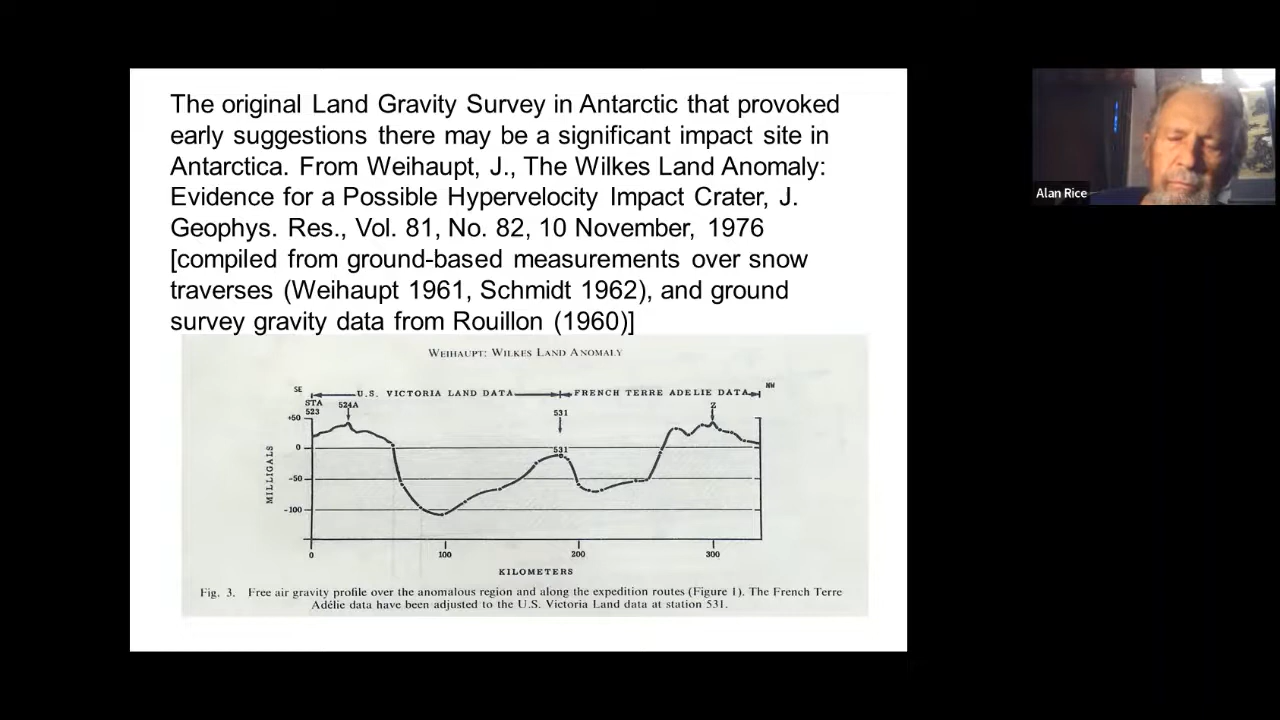 The original Land Gravity Survey in Antarctic that provoked
early suggestions there may be a significant impact site in
Antarctica. From Weihaupt, J., The Wilkes Land Anomaly:
Evidence for a Possible Hypervelocity Impact Crater, J.
Geophys. Res., Vol. 81, No. 82, 10 November, 1976
[compiled from ground-based measurements over snow
traverses (Weihaupt 1961, Schmidt 1962), and ground
survey gravity data from Rouillon (1960)]
Alan Rice
WEIHAUPT: WILKES LAND ANOMALY
SE
NW
U.S. VICTORIA LAND DATA
FRENCH TERRE ADELIE DATA
STA
523
524A
531
Z
+50
0
531
-50
-100
MILLIGALS
0
100
200
300
KILOMETERS
Fig. 3. Free air gravity profile over the anomalous region and along the expedition routes (Figure 1). The French Terre
Adélie data have been adjusted to the U.S. Victoria Land data at station 531.